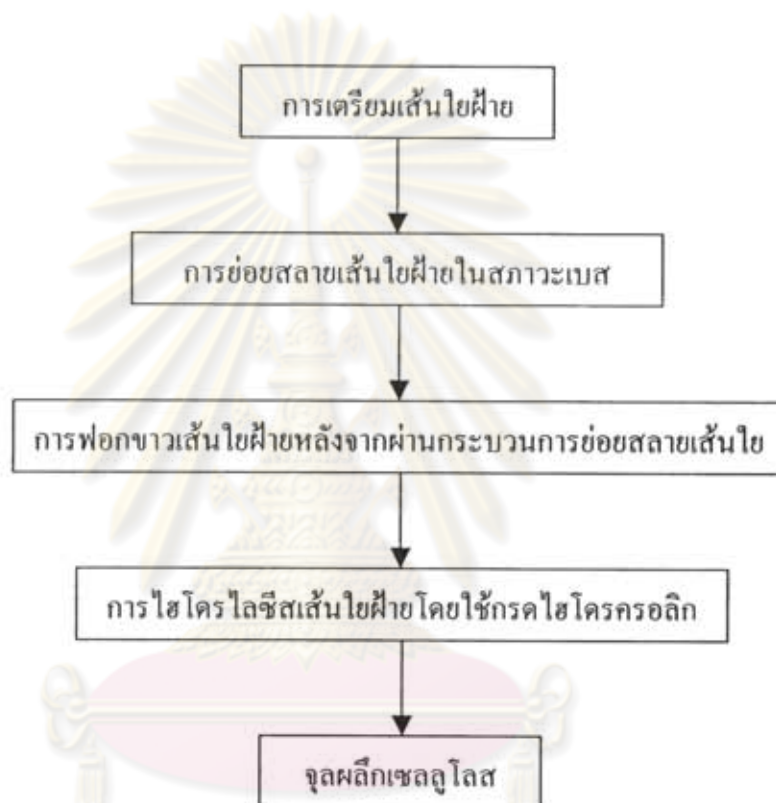 การเตรียมเส้นใยฝ้าย
การย่อยสลายเส้นใยฝ้ายในสภาวะเบส
การฟอกขาวเส้นใยฝ้ายหลังจากผ่านกระบวนการย่อยสลายเส้นใย
การไฮโดรไลซีสเส้นใยฝ้ายโดยใช้กรดไฮโดรครอลิก
จุลผลึกเซลลูโลส